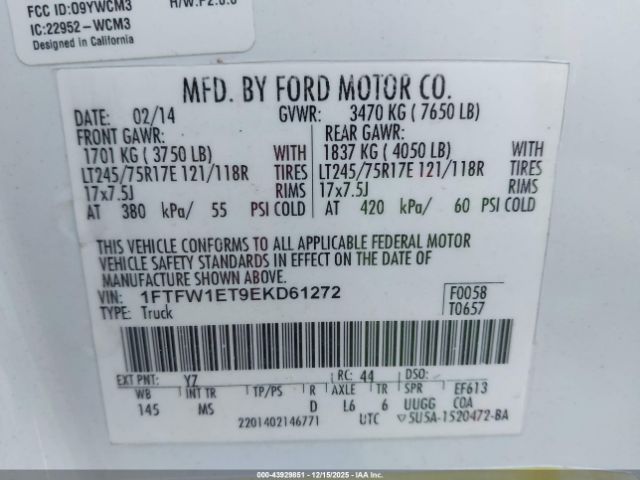 FCC ID:O9YWCM3
H/W:P2.0.0
IC:22952-WCM3
Designed in California
MFD. BY FORD MOTOR CO.
DATE: 02/14 GVWR: 3470 KG ( 7650 LB)
FRONT GAWR: REAR GAWR:
1701 KG ( 3750 LB) WITH 1837 KG ( 4050 LB) WITH
LT245/75R17E 121/118R TIRES LT245/75R17E 121/118R TIRES
17x7.5J RIMS 17x7.5J RIMS
AT 380 kPa/ 55 PSI COLD AT 420 kPa/ 60 PSI COLD
THIS VEHICLE CONFORMS TO ALL APPLICABLE FEDERAL MOTOR
VEHICLE SAFETY STANDARDS IN EFFECT ON THE DATE OF
MANUFACTURE SHOWN ABOVE.
VIN: 1FTFW1ET9EKD61272 F0058
TYPE: Truck T0657
EXT PNT: YZ RC: 44 DSO:
WB INT TR TP/PS R AXLE TR SPR EF613
145 MS D L6 6 UUGG COA
2201402146771 UTC 5U5A-1520472-BA
000-43929851 - 12/15/2025 - COPART